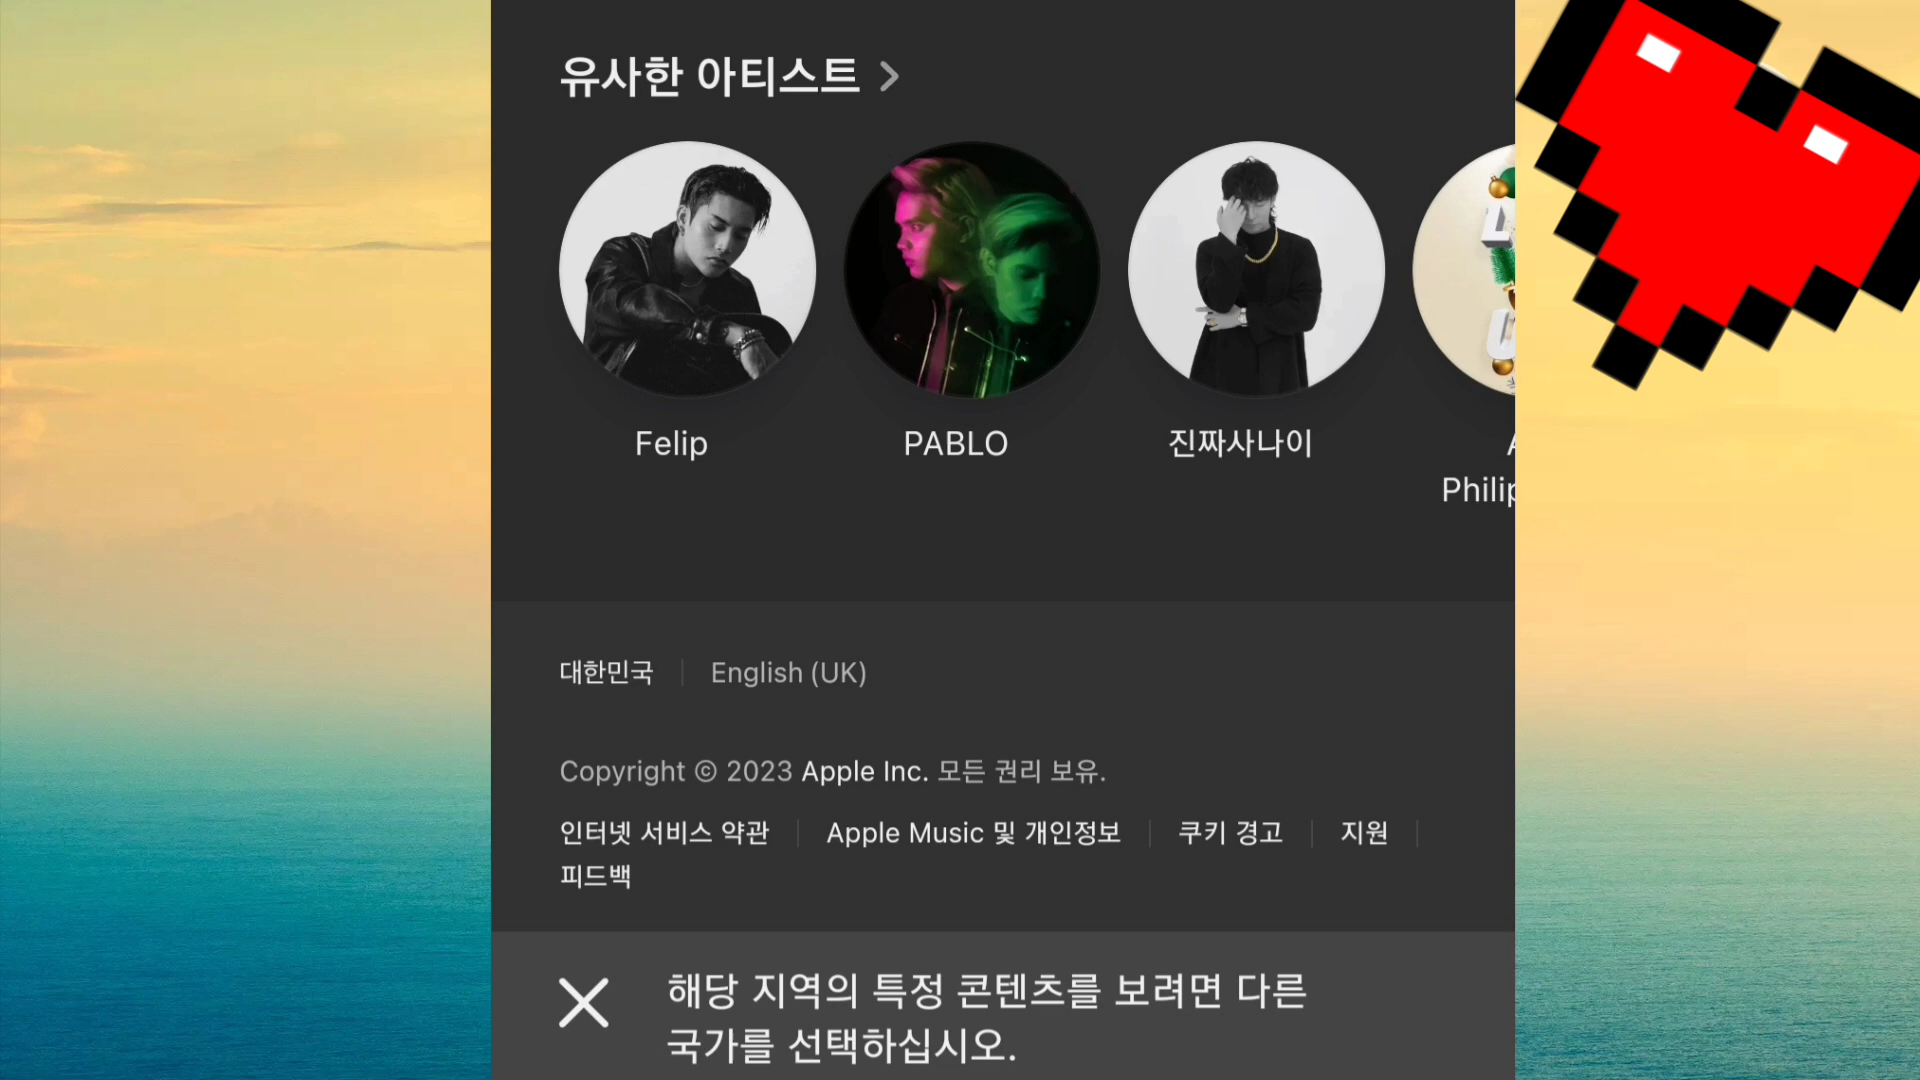 유사한 아티스트
Felip
PABLO
진짜사나이
대한민국
English (UK)
Copyright © 2023 Apple Inc. 모든 권리 보유.
인터넷 서비스 약관
Apple Music 및 개인정보
쿠키 경고
지원
피드백
해당 지역의 특정 콘텐츠를 보려면 다른
국가를 선택하십시오.